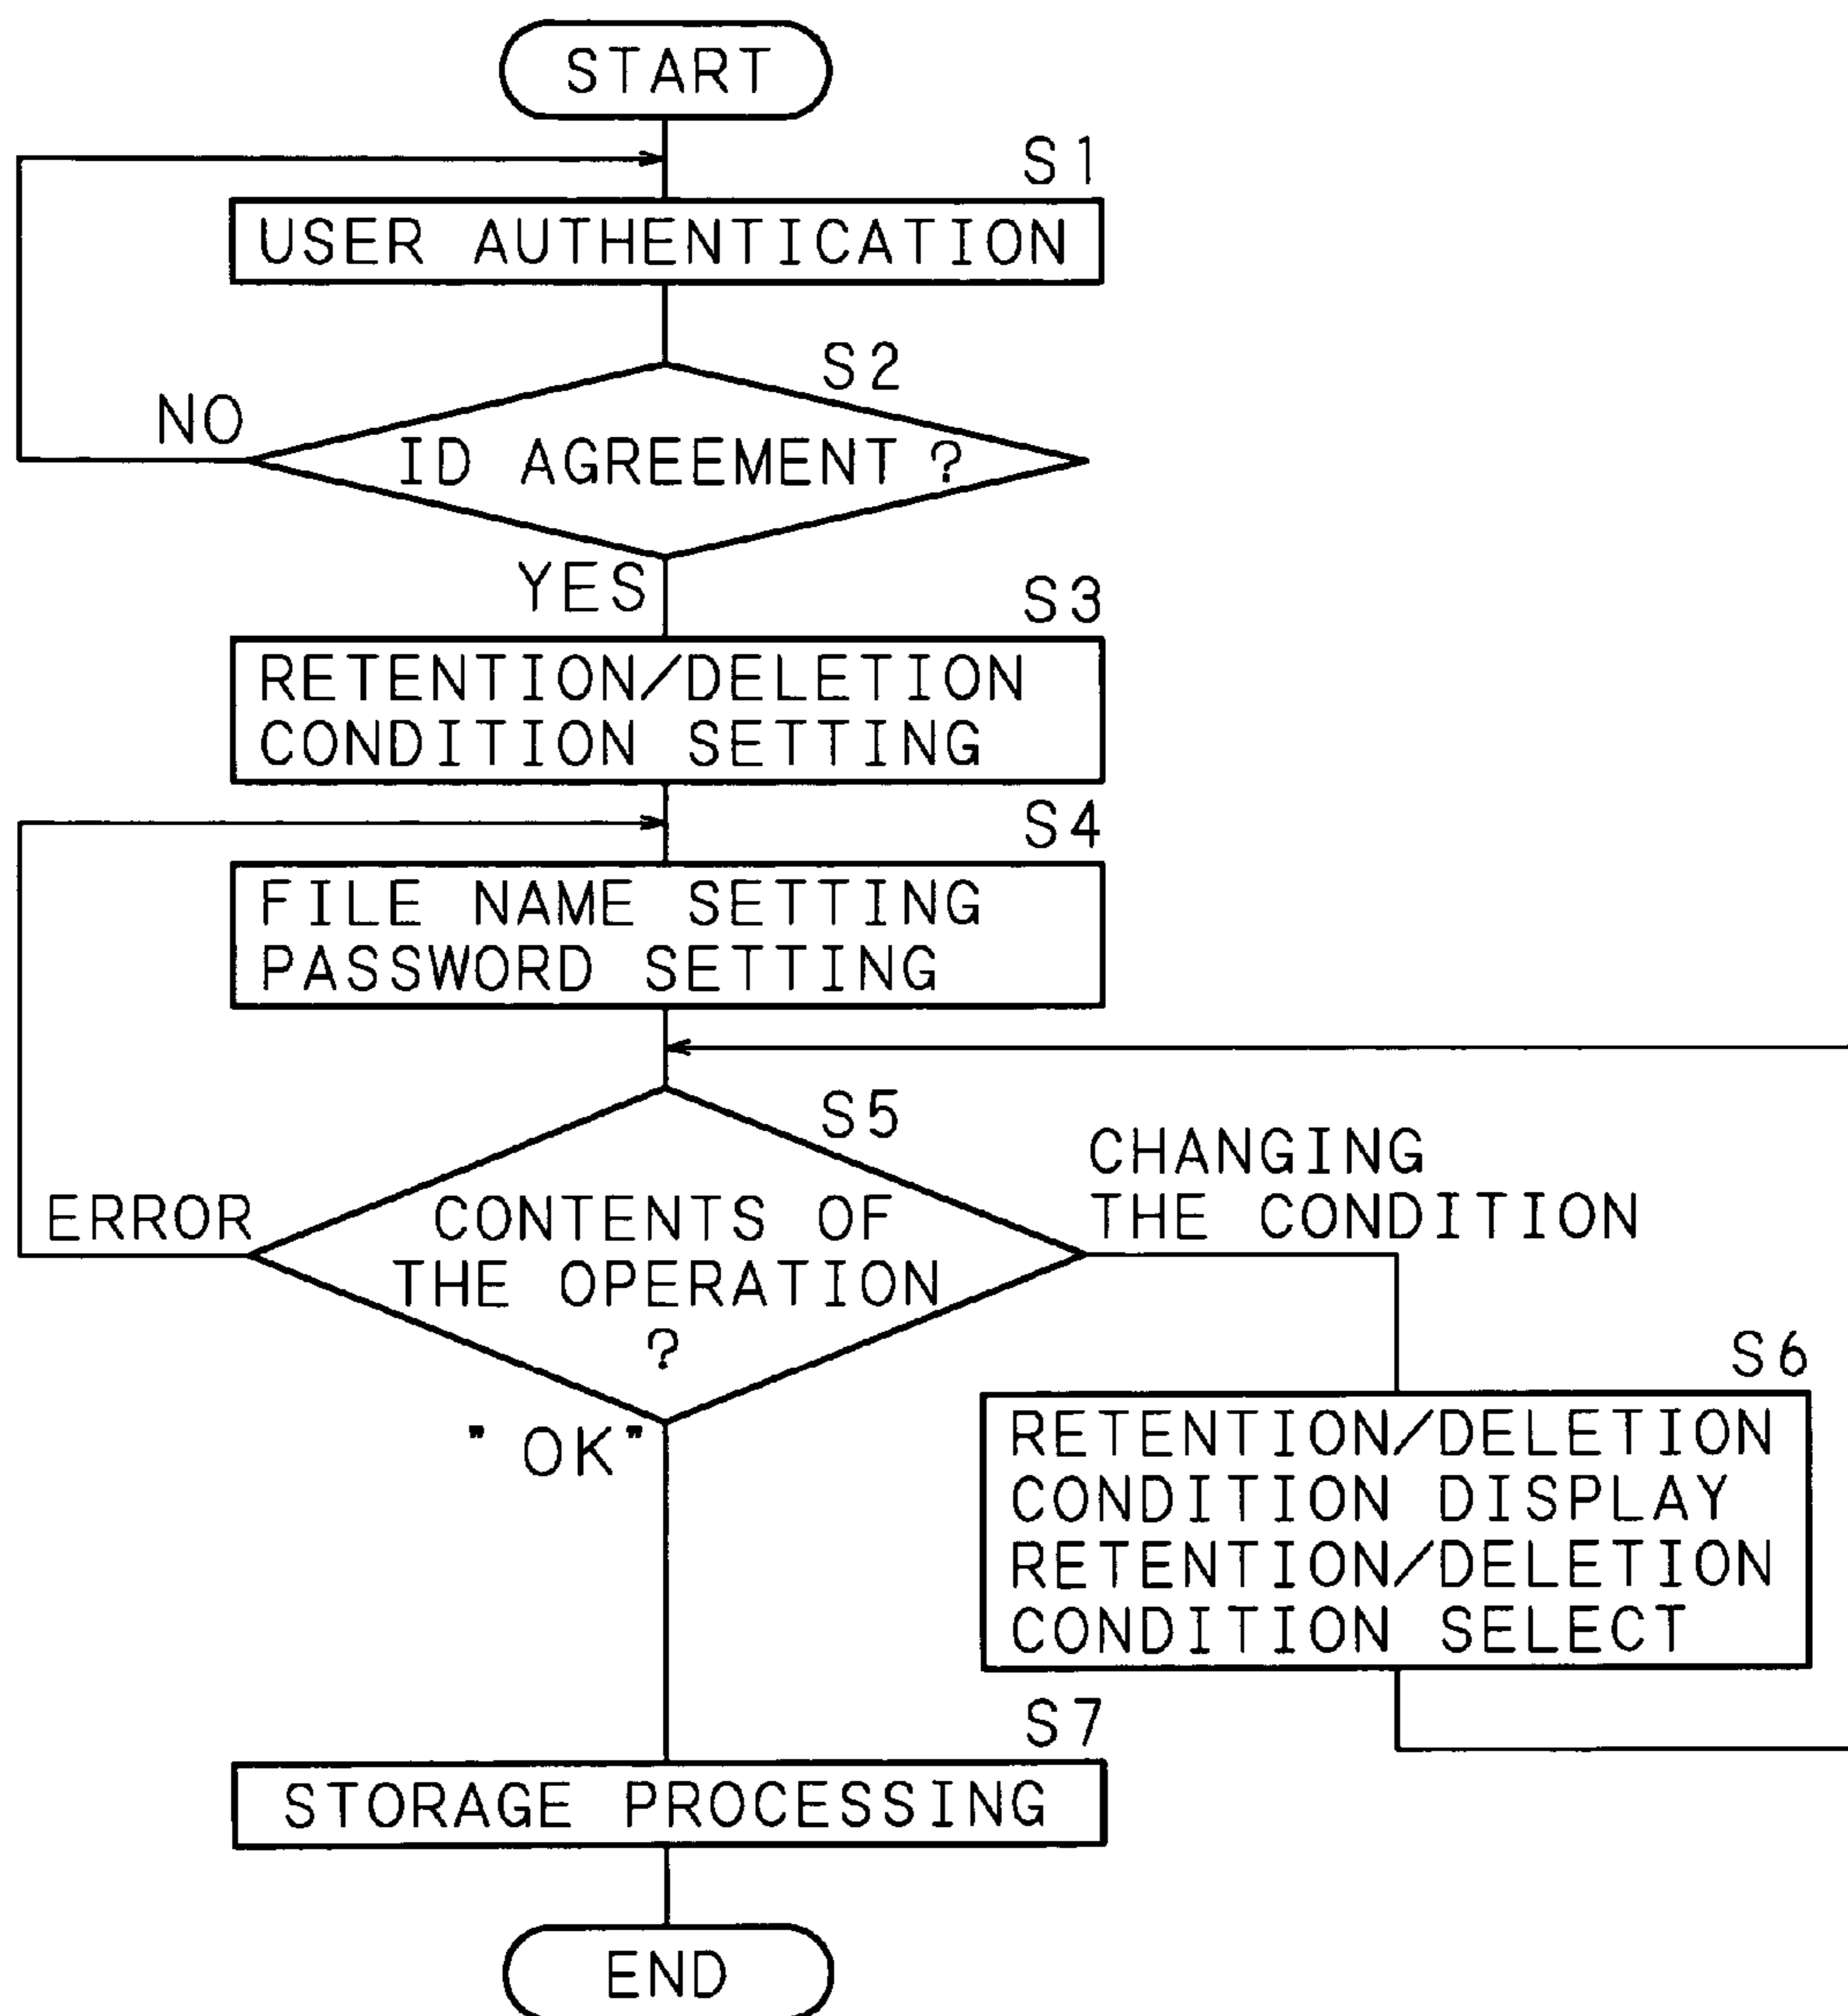 START
S1
USER AUTHENTICATION
S2
NO
ID AGREEMENT ?
YES
S3
RETENTION/DELETION
CONDITION SETTING
S4
FILE NAME SETTING
PASSWORD SETTING
S5
CHANGING
THE CONDITION
ERROR
CONTENTS OF
THE OPERATION
?
"OK"
S6
RETENTION/DELETION
CONDITION DISPLAY
RETENTION/DELETION
CONDITION SELECT
S7
STORAGE PROCESSING
END